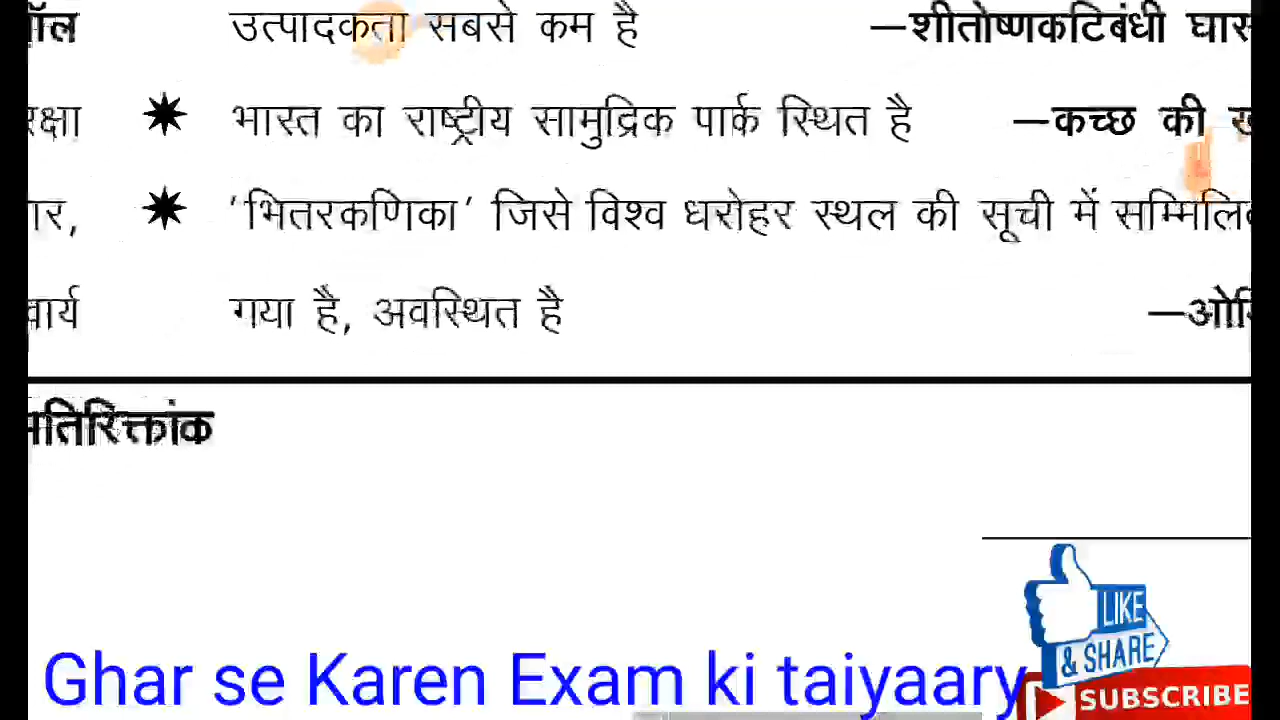 उत्पादकता सबसे कम है —शीतोष्णकटिबंधी
रक्षा ✷ भारत का राष्ट्रीय सामुद्रिक पार्क स्थित है —कच्छ की
✷ ‘भितरकणिका’ जिसे विश्व धरोहर स्थल की सूची में
गया है, अवस्थित है
Ghar se Karen Exam ki taiyaary
LIKE
& SHARE
SUBSCRIBE